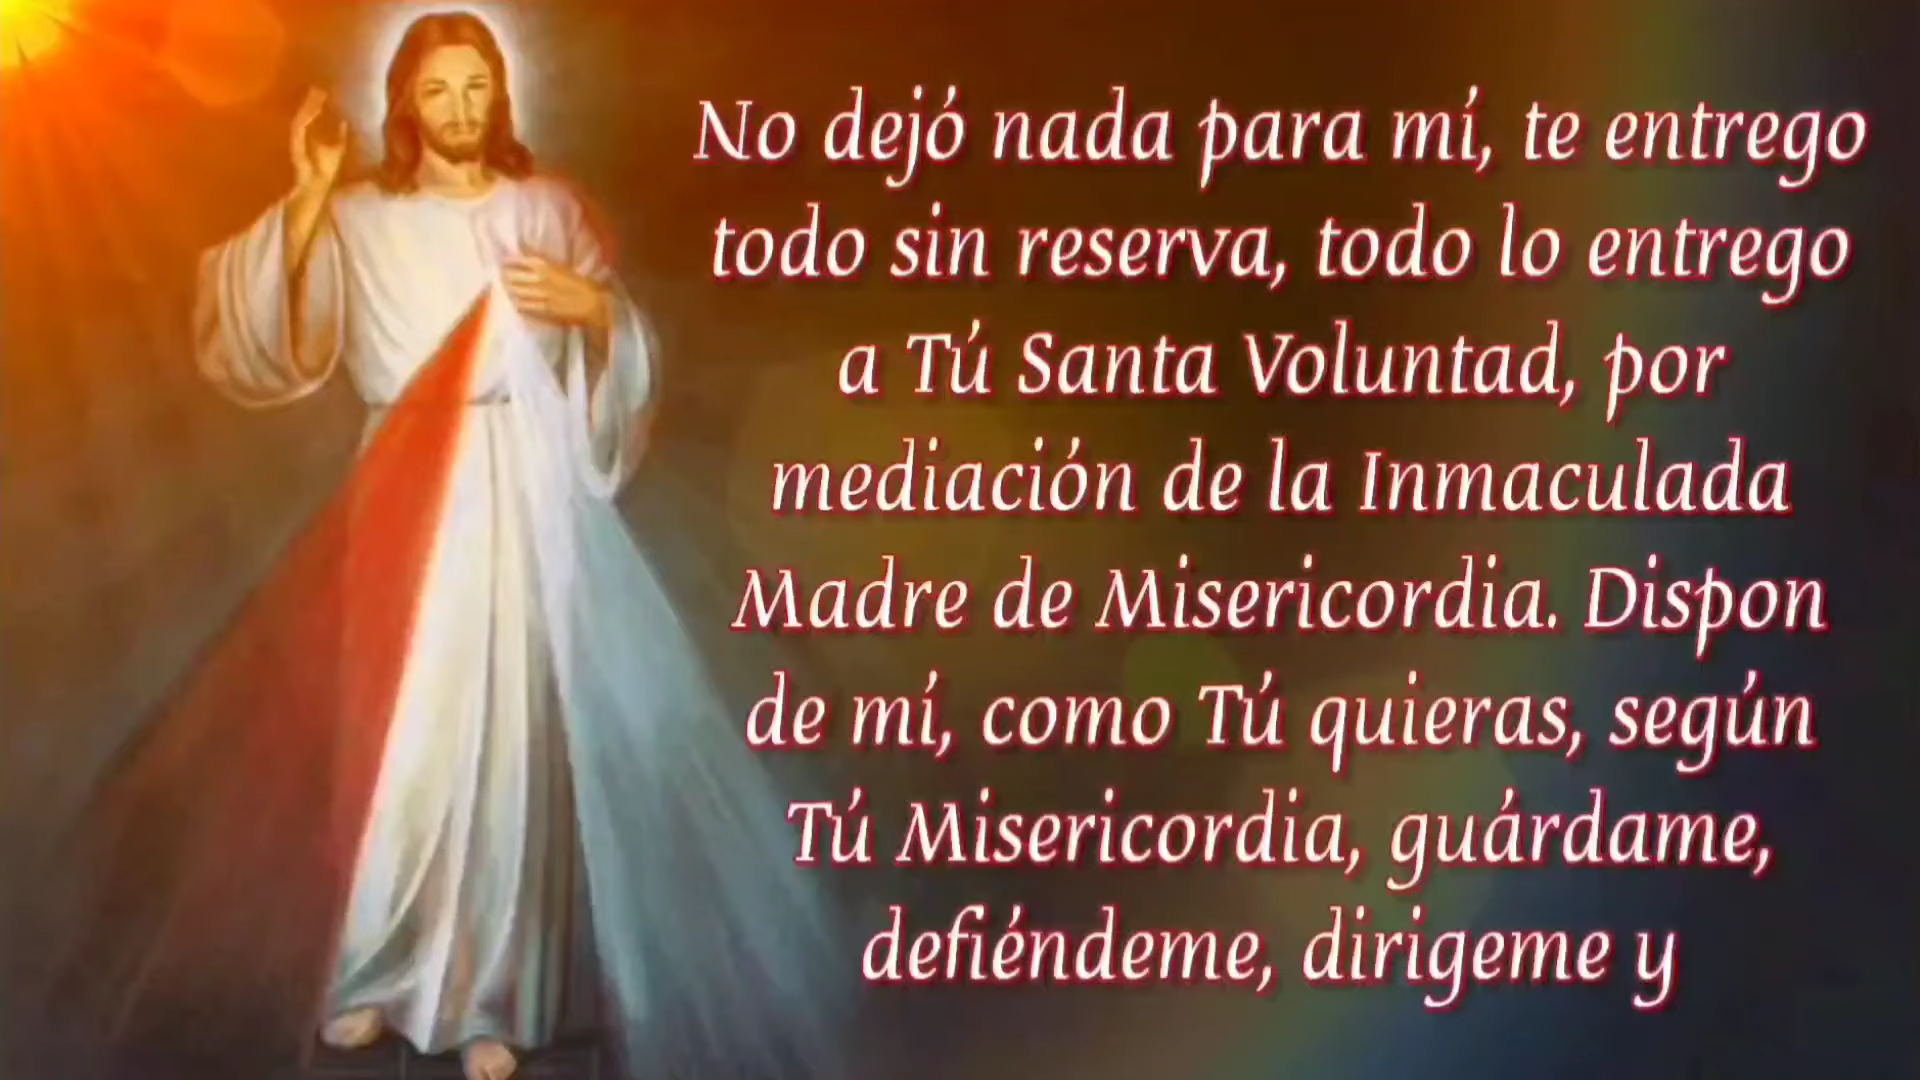 No dejó nada para mí, te entrego
todo sin reserva, todo lo entrego
a Tú Santa Voluntad, por
mediación de la Inmaculada
Madre de Misericordia. Dispon
de mí, como Tú quieras, según
Tú Misericordia, guárdame,
defiéndeme, dirigeme y